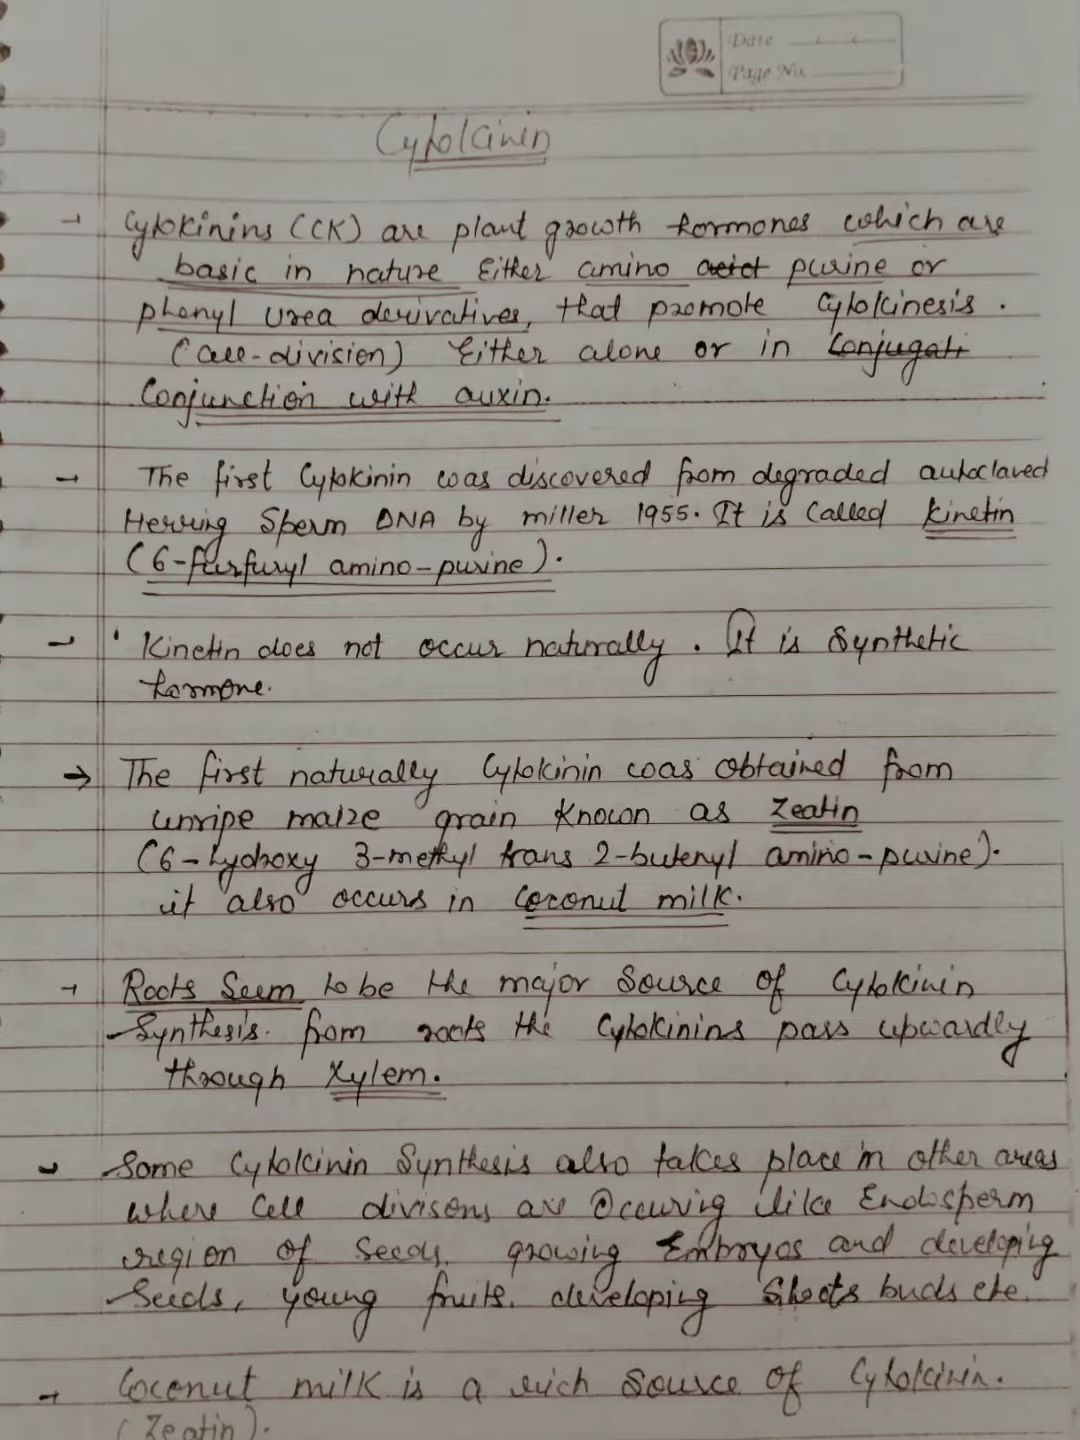 Date
Page No.
Cytokinin
→ Cytokinins (CK) are plant growth hormones which are
basic in nature Either amino acid purine or
phenyl urea derivatives, that promote Cytokinesis.
(cell-division) Either alone or in Conjugati
Conjunction with auxin.
→ The first Cytokinin was discovered from degraded autoclaved
Herring Sperm DNA by miller 1955. It is Called kinetin
(6-furfuryl amino-purine).
→ Kinetin does not occur naturally. It is Synthetic
hormone.
→ The first naturally Cytokinin was obtained from
unripe maize grain Known as Zeatin
(6-hydroxy 3-methyl trans 2-butenyl amino-purine).
it also occurs in Coconut milk.
→ Roots Seem to be the major Source of Cytokinin
Synthesis. from roots the Cytokinins pass upwardly
through Xylem.
- Some Cytokinin Synthesis also takes place in other areas
where Cell divisons are Occuring like Endosperm
region of Seeds, growing Embryos and developing
Seeds, young fruits, developing Shoots buds etc.
→ Coconut milk is a rich Source of Cytokinin.
(Zeatin).